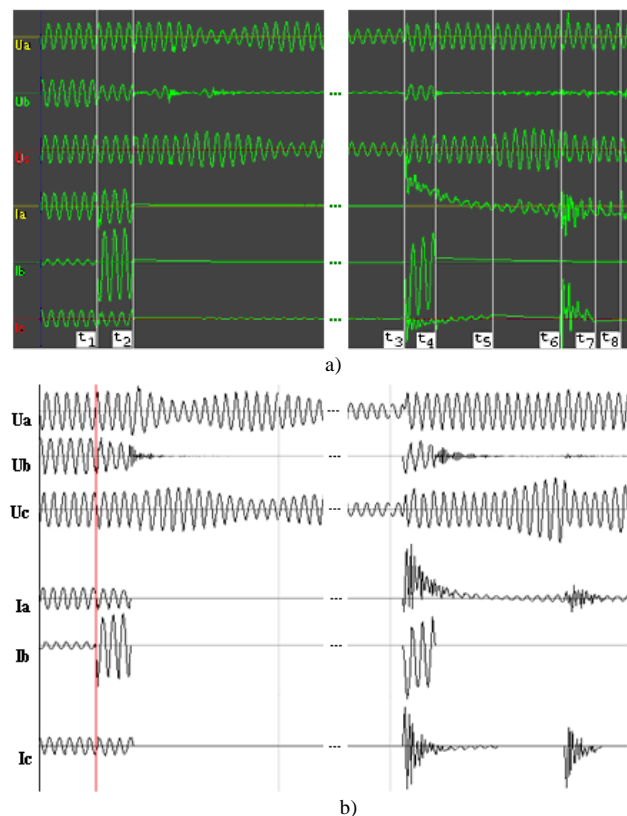 Ua
Ub
...
Uc
Ia
...
Ib
Ic
t1 t2 t3 t4 t5 t6 t7 t8
a)
Ua
---
Ub
Uc
---
Ia
---
Ib
Ic
---
b)